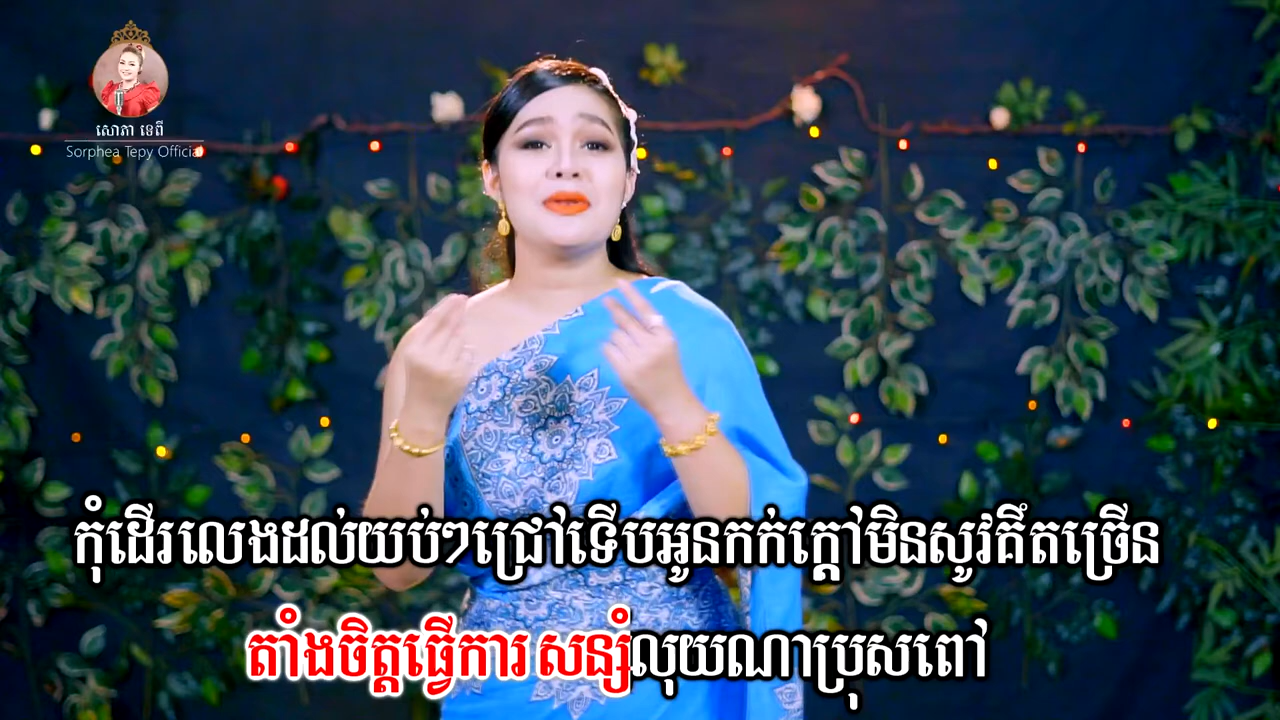 សោភា ទេពី
Sorphea Tepy Official
កុំដើរលេងដល់យប់ៗជ្រៅទើបអូនកក់ក្ដៅមិនសូវគឹតច្រើន
តាំងចិត្តធ្វើការ សន្សំលុយណាប្រុសពៅ